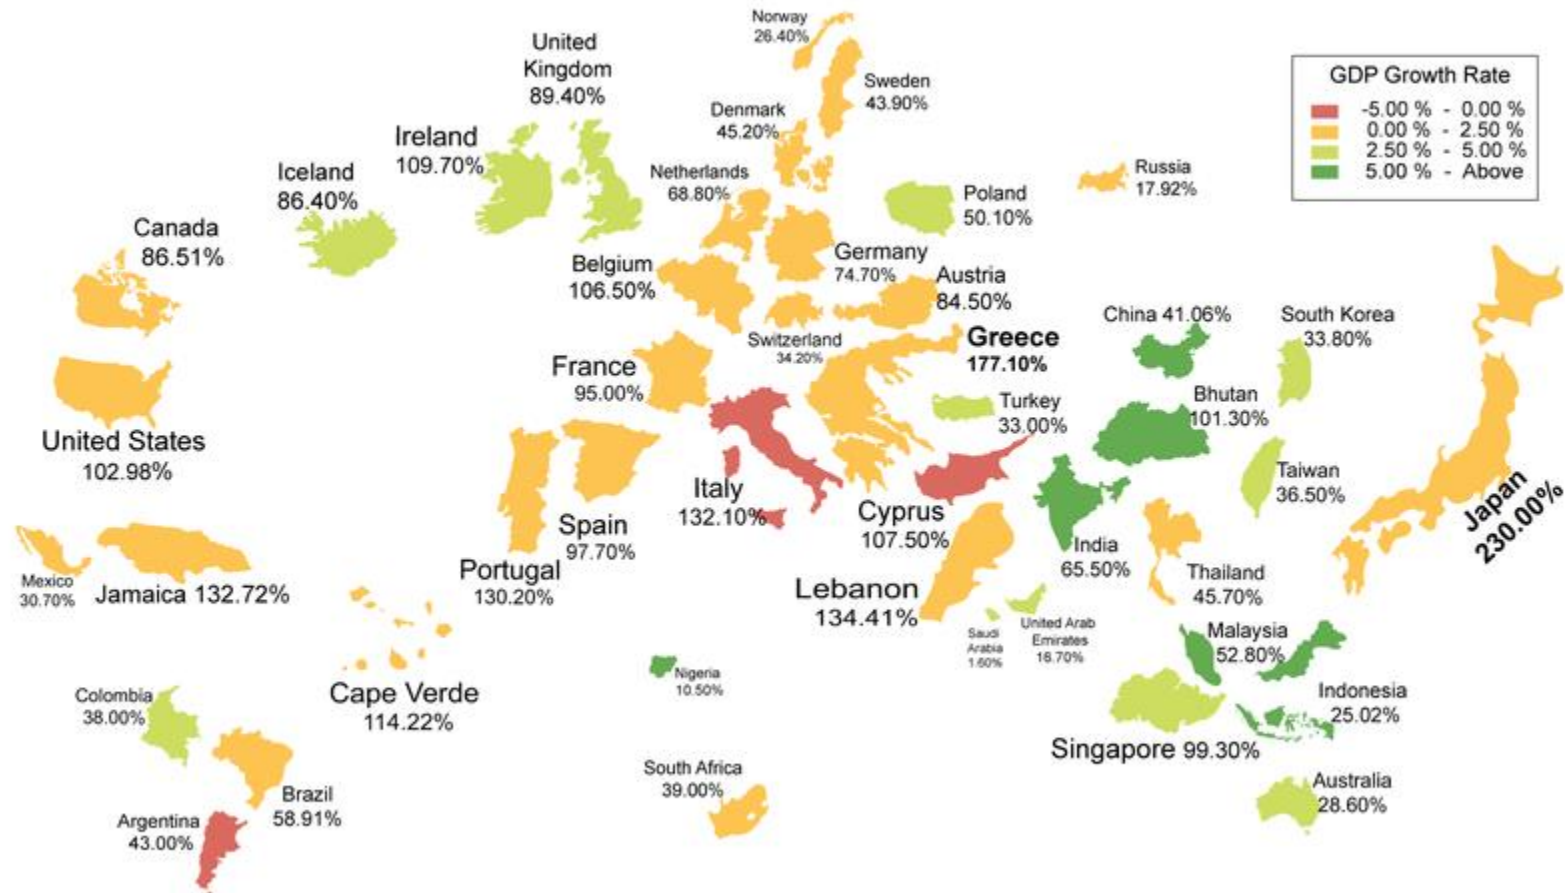 Norway
26.40%
United
Kingdom
89.40%
Sweden
43.90%
Denmark
45.20%
GDP Growth Rate
-5.00 % - 0.00 %
0.00 % - 2.50 %
2.50 % - 5.00 %
5.00 % - Above
Ireland
109.70%
Iceland
86.40%
Netherlands
68.80%
Russia
17.92%
Poland
50.10%
Canada
86.51%
Germany
74.70%
Belgium
106.50%
Austria
84.50%
China 41.06%
South Korea
33.80%
Switzerland
34.20%
Greece
177.10%
France
95.00%
Turkey
33.00%
Bhutan
101.30%
United States
102.98%
Taiwan
36.50%
Italy
132.10%
Japan
230.00%
Cyprus
107.50%
Spain
97.70%
India
65.50%
Portugal
130.20%
Mexico
30.70%
Jamaica 132.72%
Lebanon
134.41%
Thailand
45.70%
Saudi
Arabia
1.60%
United Arab
Emirates
16.70%
Malaysia
52.80%
Nigeria
10.50%
Colombia
38.00%
Cape Verde
114.22%
Indonesia
25.02%
Singapore 99.30%
South Africa
39.00%
Australia
28.60%
Brazil
58.91%
Argentina
43.00%